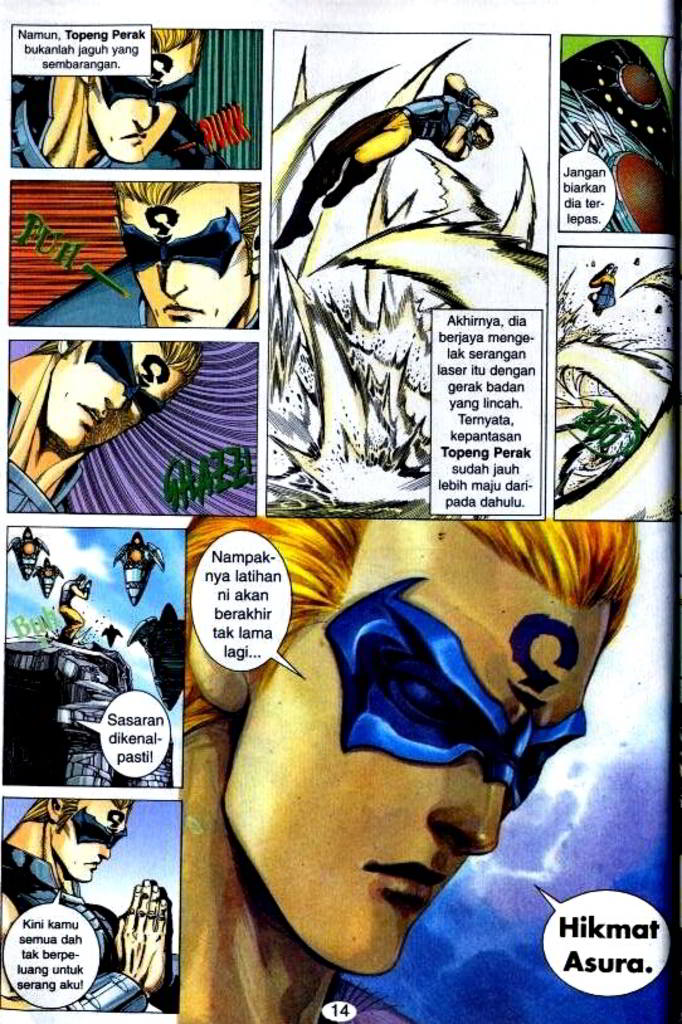 Namun, Topeng Perak
bukanlah jaguh yang
sembarangan.
PUKK
FUH
GHAZZ!
Akhirnya, dia
berjaya menge-
lak serangan
laser itu dengan
gerak badan
yang lincah.
Ternyata,
kepantasan
Topeng Perak
sudah jauh
lebih maju dari-
pada dahulu.
Jangan
biarkan
dia ter-
lepas.
Sasaran
dikenal-
pasti!
Nampak-
nya latihan
ni akan
berakhir
tak lama
lagi...
Kini kamu
semua dah
tak berpe-
luang untuk
serang aku!
Hikmat
Asura.
14